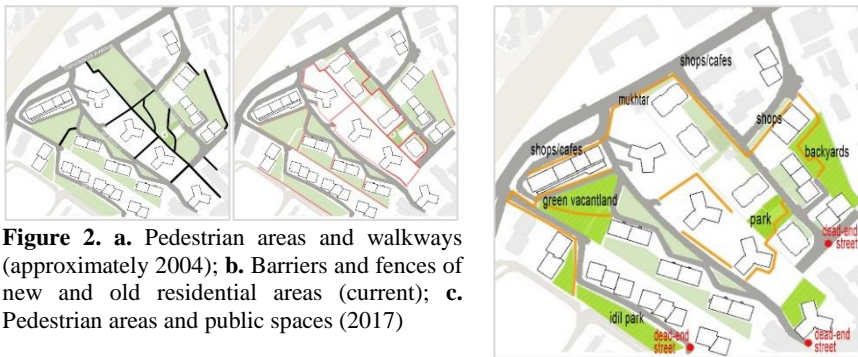 Figure 2. a. Pedestrian areas and walkways
(approximately 2004); b. Barriers and fences of
new and old residential areas (current); c.
Pedestrian areas and public spaces (2017)
shops/cafes
mukhtar
shops
shops/cafes
backyards
green vacantland
park
dead-end
street
idil park
dead-end
street
dead-end
street